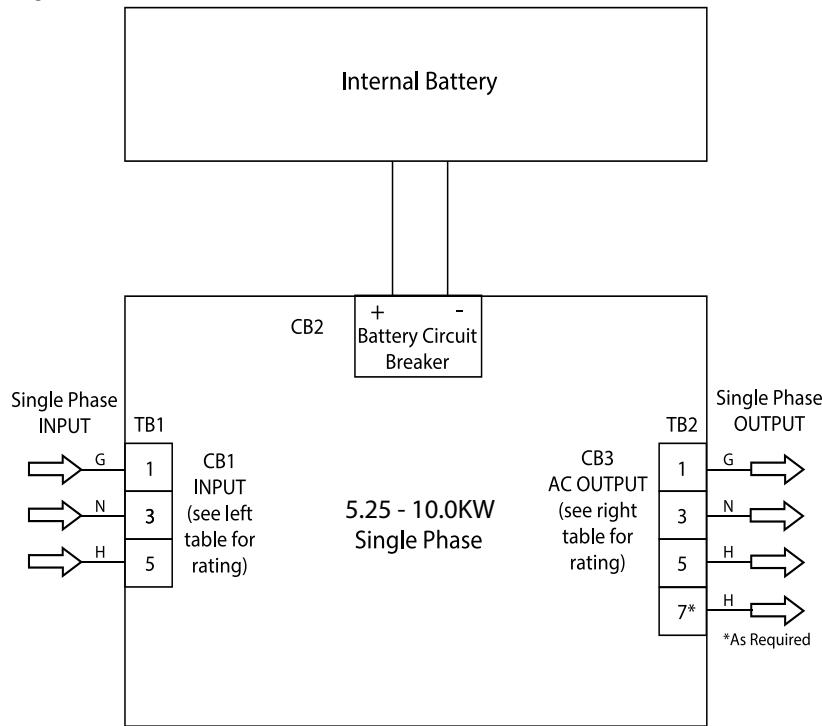 Internal Battery
CB2
+ -
Battery Circuit
Breaker
Single Phase
INPUT
TB1
G
1
N
3
H
5
CB1
INPUT
(see left
table for
rating)
5.25 - 10.0KW
Single Phase
CB3
AC OUTPUT
(see right
table for
rating)
TB2
Single Phase
OUTPUT
1
G
3
N
5
H
7*
H
*As Required